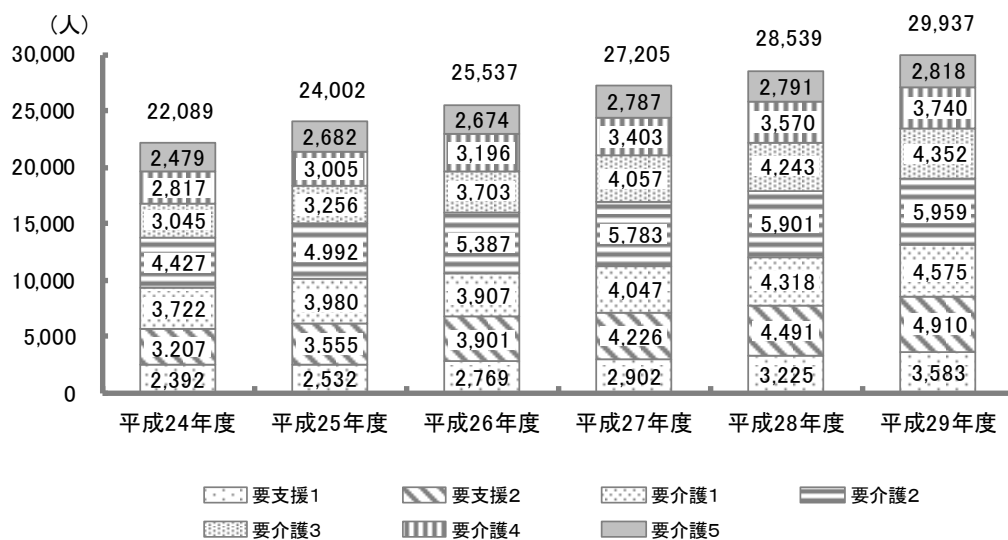 （人）
30,000
25,000
20,000
15,000
10,000
5,000
0
22,089 24,002 25,537 27,205 28,539 29,937
2,479 2,682 2,674 2,787 2,791 2,818
2,817 3,005 3,196 3,403 3,570 3,740
3.045 3,256 3,703 4,057 4,243 4,352
4,427 4.992 5,387 5,783 5,901 5,959
3,722 3,980 3,907 4,047 4,318 4,575
3.207 3.555 3,901 4,226 4,491 4,910
2,392 2,532 2,769 2,902 3,225 3,583
平成24年度 平成25年度 平成26年度 平成27年度 平成28年度 平成29年度
要支援1 要支援2 要介護1 要介護2
要介護3 要介護4 要介護5